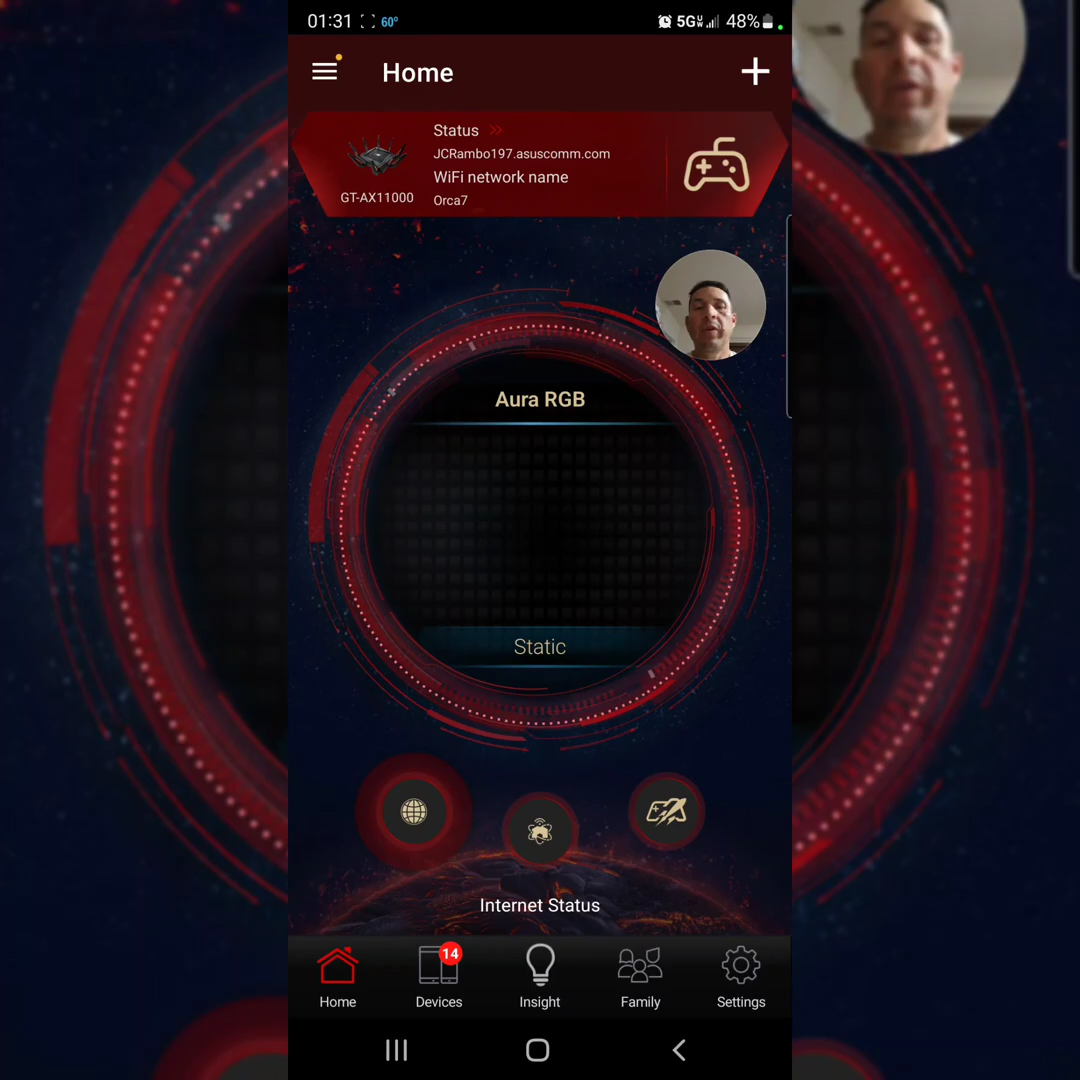 01:31 60° 5G 48%
Home
Status
JCRambo197.asuscomm.com
WiFi network name
GT-AX11000
Orca7
Aura RGB
Static
Internet Status
14
Home Devices Insight Family Settings